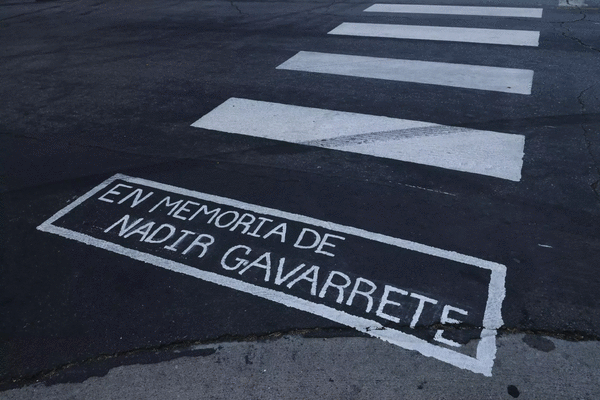 EN MEMORIA DE
NADIR GAVARRETE